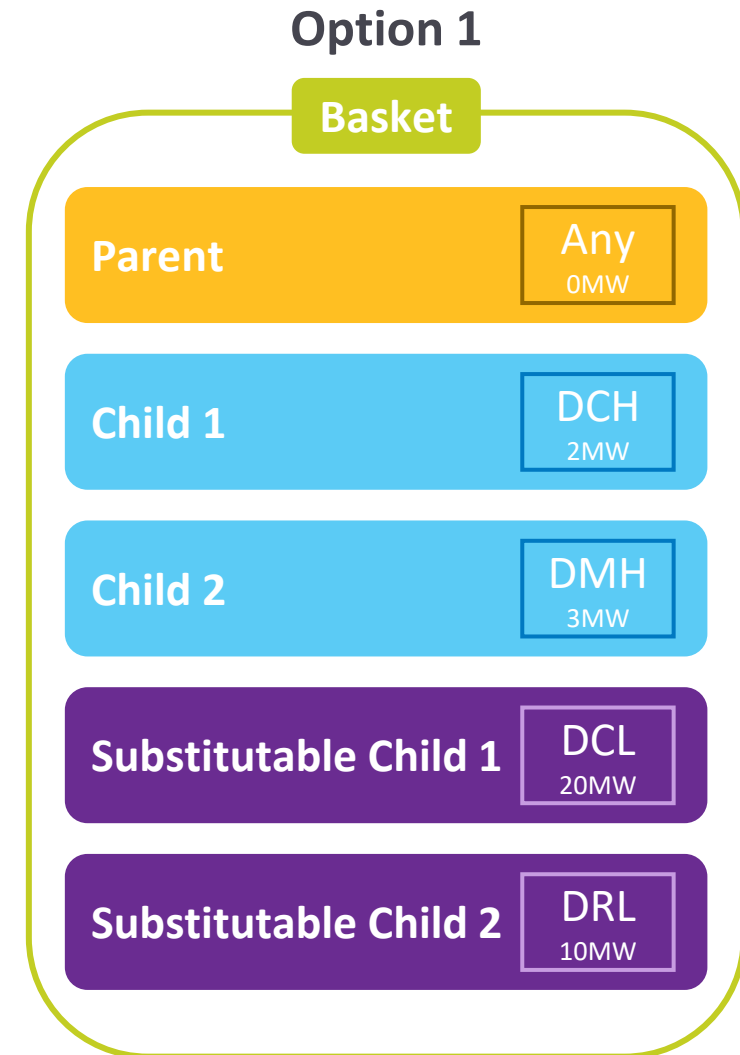 Option 1
Basket
Parent
Any
0MW
Child 1
DCH
2MW
Child 2
DMH
3MW
Substitutable Child 1
DCL
20MW
Substitutable Child 2
DRL
10MW